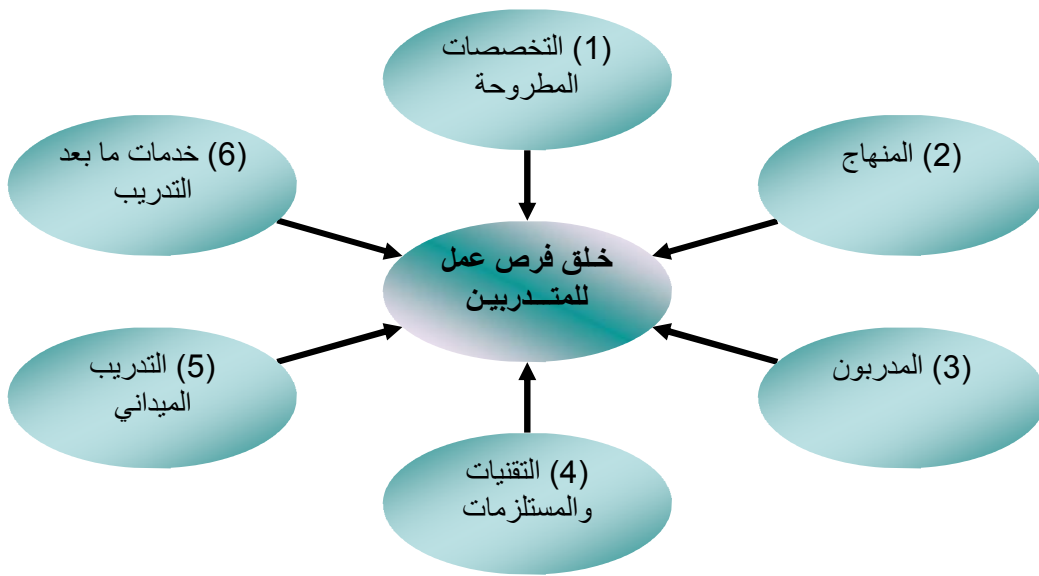 (1) التخصصات
المطروحة
(2) المنهاج
(3) المدربون
(4) التقنيات
والمستلزمات
(5) التدريب
الميداني
(6) خدمات ما بعد
التدريب
خلق فرص عمل
للمتـــدربيـن